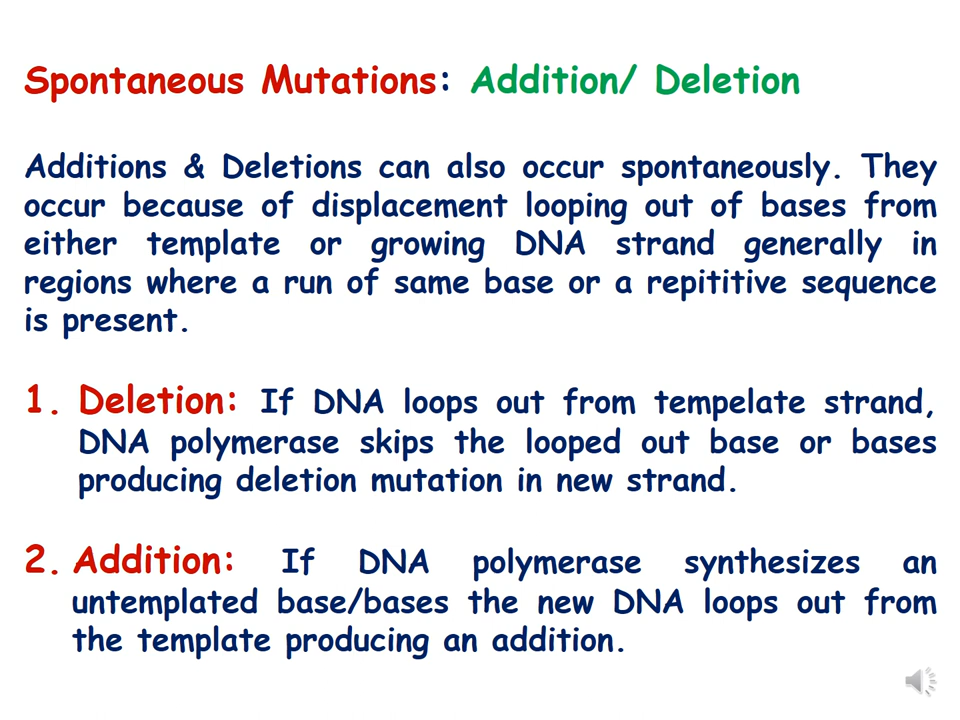 Spontaneous Mutations: Addition/ Deletion
Additions & Deletions can also occur spontaneously. They
occur because of displacement looping out of bases from
either template or growing DNA strand generally in
regions where a run of same base or a repititive sequence
is present.
1. Deletion: If DNA loops out from tempelate strand,
DNA polymerase skips the looped out base or bases
producing deletion mutation in new strand.
2. Addition: If DNA polymerase synthesizes an
untemplated base/bases the new DNA loops out from
the template producing an addition.